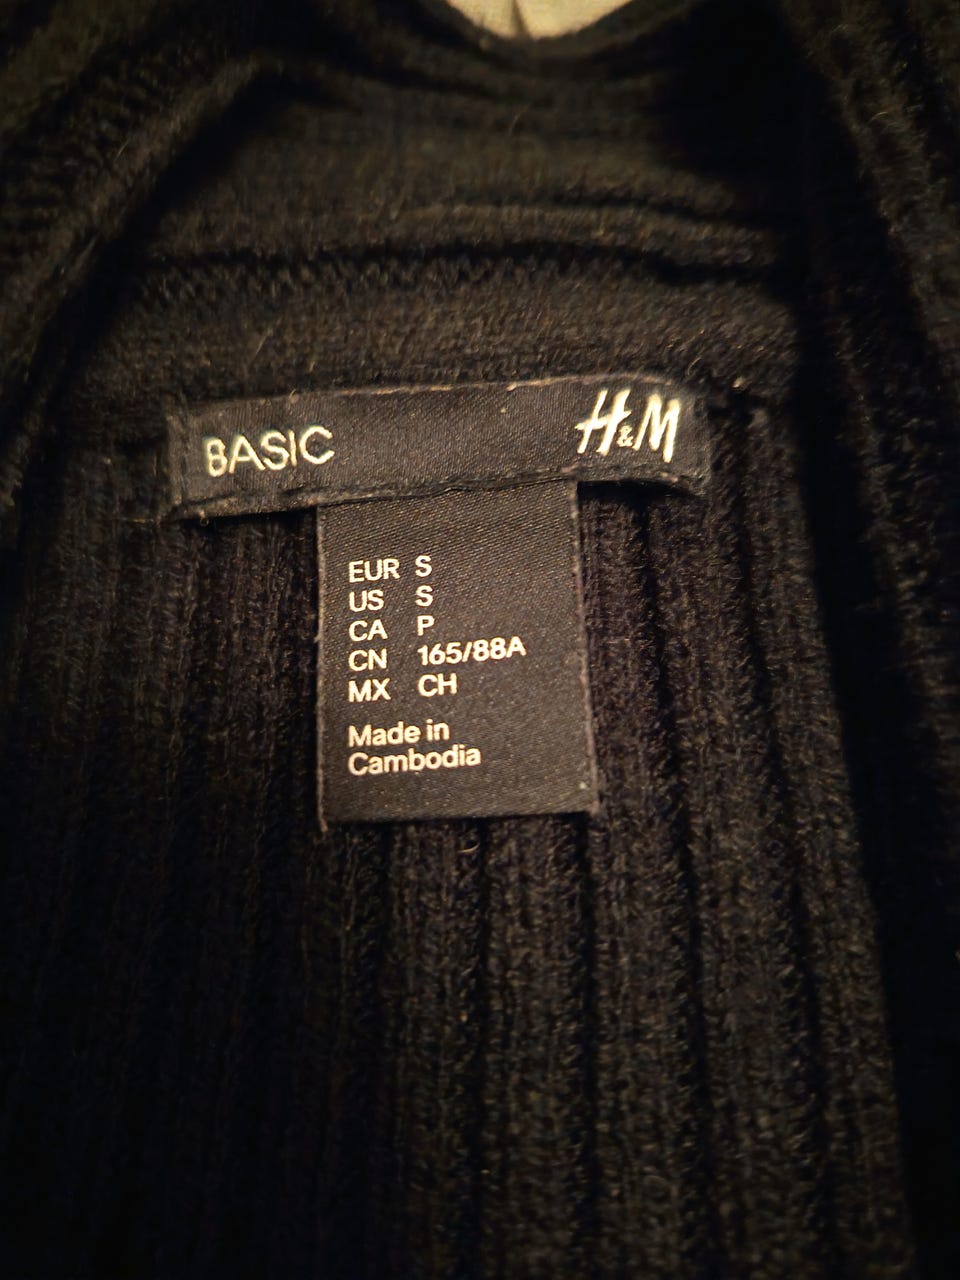 BASIC H&M
EUR S
US S
CA P
CN 165/88A
MX CH
Made in
Cambodia